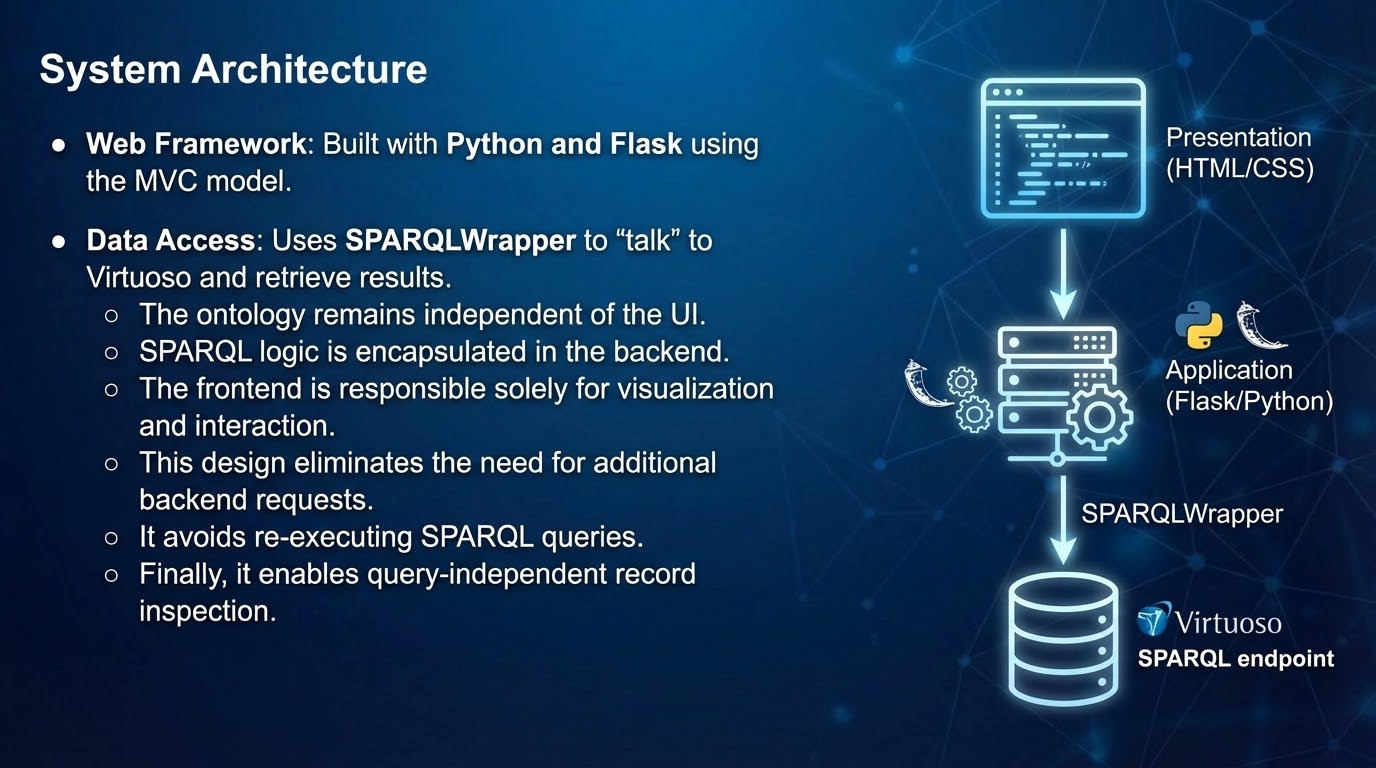 System Architecture
● Web Framework: Built with Python and Flask using
the MVC model.
● Data Access: Uses SPARQLWrapper to “talk” to
Virtuoso and retrieve results.
○ The ontology remains independent of the UI.
○ SPARQL logic is encapsulated in the backend.
○ The frontend is responsible solely for visualization
and interaction.
○ This design eliminates the need for additional
backend requests.
○ It avoids re-executing SPARQL queries.
○ Finally, it enables query-independent record
inspection.
Presentation
(HTML/CSS)
Application
(Flask/Python)
SPARQLWrapper
Virtuoso
SPARQL endpoint